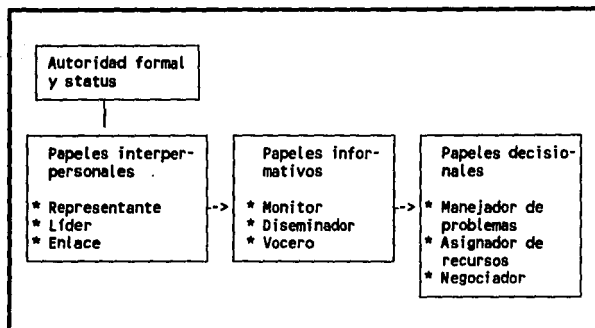 Autoridad formal
y status
Papeles interper-
personales
* Representante
* Líder
* Enlace
Papeles infor-
mativos
* Monitor
* Diseminador
* Vocero
Papeles decisio-
nales
* Manejador de
problemas
* Asignador de
recursos
* Negociador